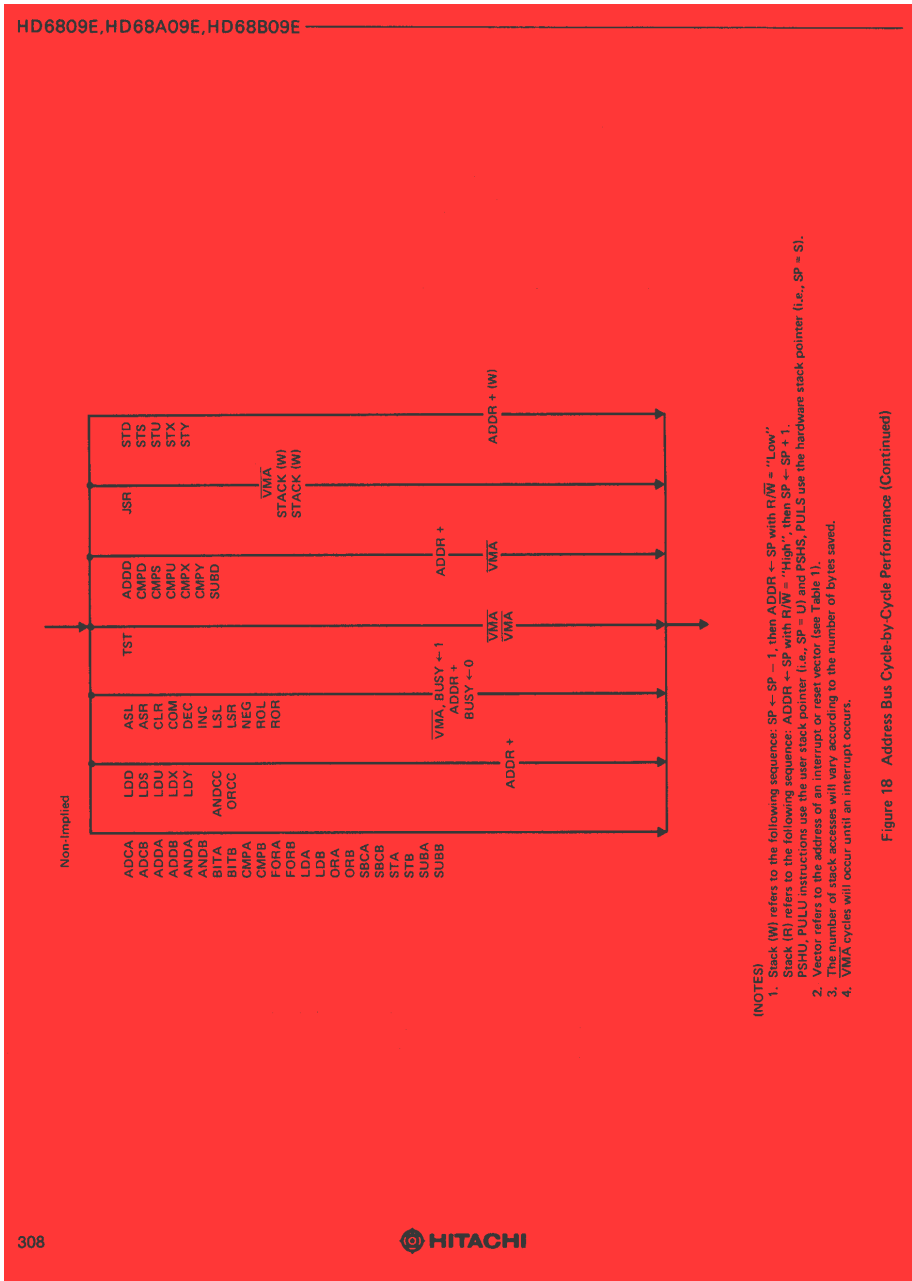 HD6809E,HD68A09E,HD68B09E
Non-Implied
ADCA
ADCB
ADDA
ADDB
ANDA
ANDB
BITA
BITB
CMPA
CMPB
FORA
FORB
LDA
LDB
ORA
ORB
SBCA
SBCB
STA
STB
SUBA
SUBB
LDD
LDS
LDU
LDX
LDY
ANDCC
ORCC
ADDR +
ASL
ASR
CLR
COM
DEC
INC
LSL
LSR
NEG
ROL
ROR
V̅M̅A̅, BUSY ← 1
ADDR +
BUSY ← 0
TST
V̅M̅A̅
V̅M̅A̅
ADDD
CMPD
CMPS
CMPU
CMPX
CMPY
SUBD
ADDR +
V̅M̅A̅
JSR
V̅M̅A̅
STACK (W)
STACK (W)
STD
STS
STU
STX
STY
ADDR + (W)
(NOTES)
1. Stack (W) refers to the following sequence: SP ← SP − 1, then ADDR ← SP with R/W̅ = "Low"
Stack (R) refers to the following sequence: ADDR ← SP with R/W̅ = "High", then SP ← SP + 1.
PSHU, PULU instructions use the user stack pointer (i.e., SP = U) and PSHS, PULS use the hardware stack pointer (i.e., SP = S).
2. Vector refers to the address of an interrupt or reset vector (see Table 1).
3. The number of stack accesses will vary according to the number of bytes saved.
4. V̅M̅A̅ cycles will occur until an interrupt occurs.
Figure 18 Address Bus Cycle-by-Cycle Performance (Continued)
308
HITACHI